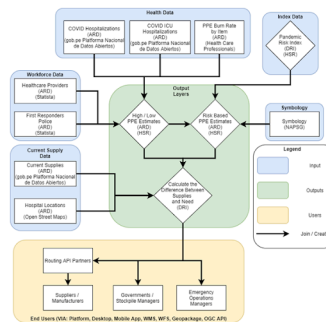 Health Data
COVID Hospitalizations
(ARD)
(gob.pe Platforma Nacional
de Datos Abiertos)
COVID ICU
Hospitalizations
(ARD)
(gob.pe Platforma Nacional
de Datos Abiertos)
PPE Burn Rate
by Item
(ARD)
(Health Care
Professionals)
Index Data
Pandemic
Risk Index
(DRI)
(HSR)
Workforce Data
Healthcare Providers
(ARD)
(Statista)
First Responders
Police
(ARD)
(Statista)
Output
Layers
High / Low
PPE Estimates
(ARD)
(HSR)
Risk Based
PPE Estimates
(ARD)
(HSR)
Symbology
Symbology
(NAPSG)
Current Supply
Data
Current Supplies
(ARD)
(gob.pe Platforma Nacional
de Datos Abiertos)
Hospital Locations
(ARD)
(Open Street Maps)
Calculate the
Difference Between
Supplies
and Need
(DRI)
Legend
Input
Outputs
Users
Join / Create
Routing API Partners
Suppliers /
Manufacturers
Governments /
Stockpile Managers
Emergency
Operations
Managers
End Users (VIA: Platform, Desktop, Mobile App, WMS, WFS, Geopackage, OGC API)